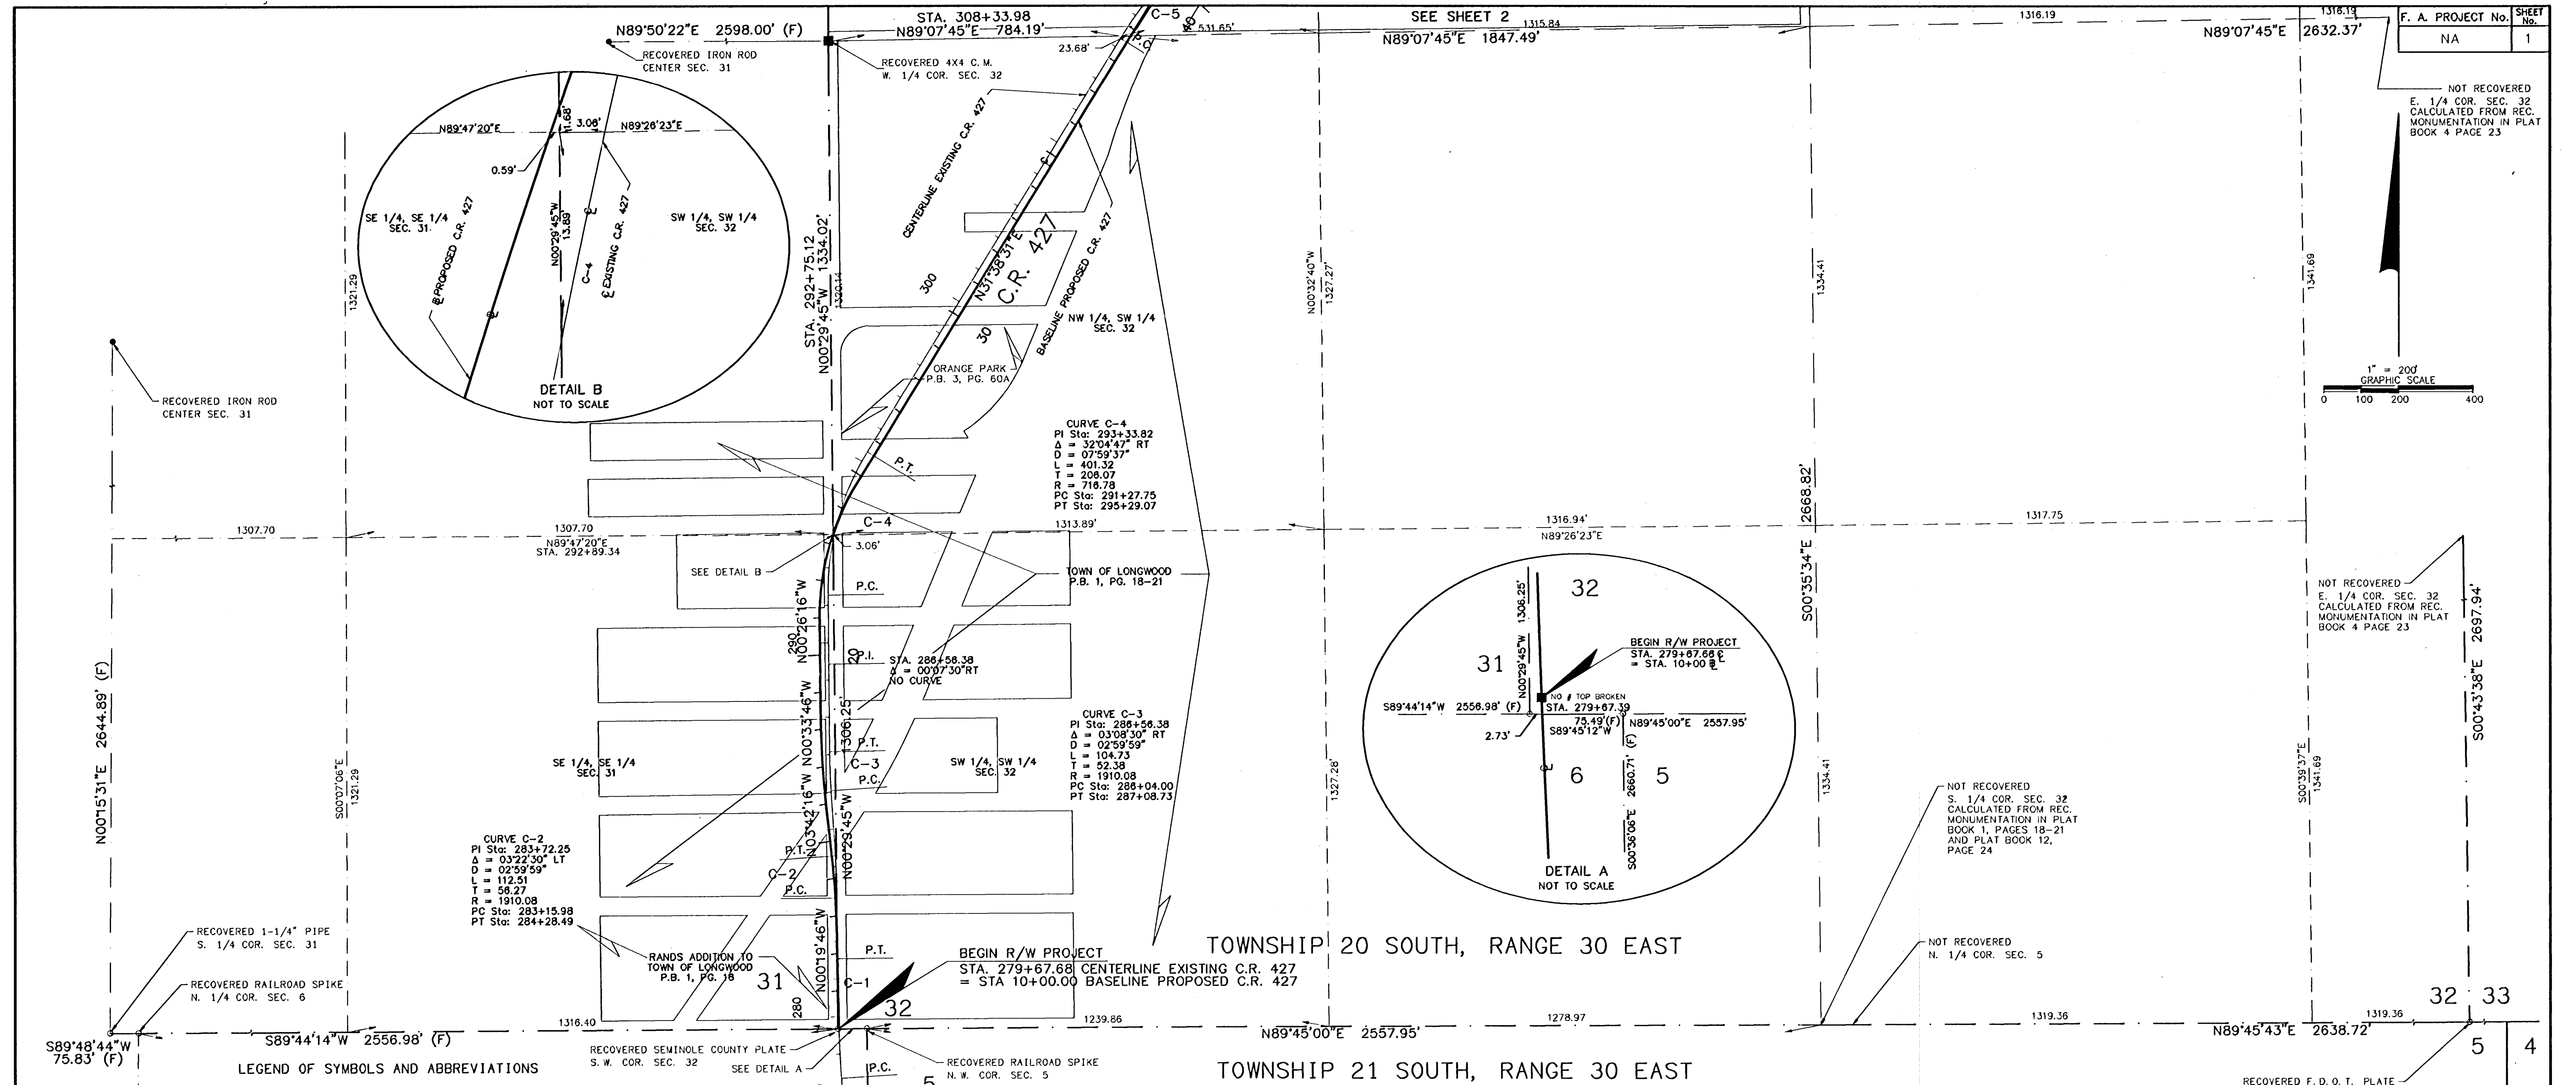 N89°50'22"E 2598.00' (F)
STA. 308+33.98
N89°07'45"E 784.19'
C-5
P.C.
40
531.65'
23.68'
SEE SHEET 2
1315.84
N89°07'45"E 1847.49'
1316.19
1316.19
N89°07'45"E 2632.37'
F. A. PROJECT No.
SHEET No.
NA
1
RECOVERED IRON ROD
CENTER SEC. 31
RECOVERED 4X4 C.M.
W. 1/4 COR. SEC. 32
NOT RECOVERED
E. 1/4 COR. SEC. 32
CALCULATED FROM REC.
MONUMENTATION IN PLAT
BOOK 4 PAGE 23
N89°47'20"E
11.68'
3.06'
N89°26'23"E
0.59'
SE 1/4, SE 1/4
SEC. 31.
SW 1/4, SW 1/4
SEC. 32
N00°29'45"W
13.89'
C-4
PROPOSED C.R. 427
EXISTING C.R. 427
DETAIL B
NOT TO SCALE
CENTERLINE EXISTING C.R. 427
N31°38'31"E
C.R. 427
BASELINE PROPOSED C.R. 427
300
30
STA. 292+75.12
N00°29'45"W 1334.02'
1320.14
NW 1/4, SW 1/4
SEC. 32
ORANGE PARK
P.B. 3, PG. 60A
N00°32'40"W
1327.27'
1334.41
1341.69
1321.29
1" = 200'
GRAPHIC SCALE
0 100 200 400
RECOVERED IRON ROD
CENTER SEC. 31
CURVE C-4
PI Sta: 293+33.82
Δ = 32°04'47" RT
D = 07°59'37"
L = 401.32
T = 206.07
R = 716.78
PC Sta: 291+27.75
PT Sta: 295+29.07
P.T.
C-4
3.06'
1307.70
1307.70
N89°47'20"E
STA. 292+89.34
1313.89'
1316.94'
N89°26'23"E
1317.75
S00°35'34"E 2668.82'
SEE DETAIL B
TOWN OF LONGWOOD
P.B. 1, PG. 18-21
P.C.
N00°26'16"W
290
20
P.I.
STA. 286+56.38
Δ = 00°07'30"RT
NO CURVE
N00°33'46"W
1306.25'
P.T.
C-3
P.C.
SE 1/4, SE 1/4
SEC. 31
SW 1/4, SW 1/4
SEC. 32
CURVE C-3
PI Sta: 286+56.38
Δ = 03°08'30" RT
D = 02°59'59"
L = 104.73
T = 52.38
R = 1910.08
PC Sta: 286+04.00
PT Sta: 287+08.73
32
N00°29'45"W 1306.25'
BEGIN R/W PROJECT
STA. 279+67.66
= STA. 10+00
31
NO # TOP BROKEN
S89°44'14"W 2556.98' (F)
STA. 279+67.39
75.49'(F)
S89°45'12"W
N89°45'00"E 2557.95'
2.73'
6
5
S00°36'06"E 2660.71' (F)
DETAIL A
NOT TO SCALE
NOT RECOVERED
E. 1/4 COR. SEC. 32
CALCULATED FROM REC.
MONUMENTATION IN PLAT
BOOK 4 PAGE 23
S00°43'38"E 2697.94'
N00°15'31"E 2644.89' (F)
S00°07'06"E
1321.29
N03°42'16"W
N00°29'45"W
1327.28'
1334.41
S00°39'37"E
1341.69
NOT RECOVERED
S. 1/4 COR. SEC. 32
CALCULATED FROM REC.
MONUMENTATION IN PLAT
BOOK 1, PAGES 18-21
AND PLAT BOOK 12,
PAGE 24
CURVE C-2
PI Sta: 283+72.25
Δ = 03°22'30" LT
D = 02°59'59"
L = 112.51
T = 56.27
R = 1910.08
PC Sta: 283+15.98
PT Sta: 284+28.49
P.T.
C-2
P.C.
RECOVERED 1-1/4" PIPE
S. 1/4 COR. SEC. 31
RECOVERED RAILROAD SPIKE
N. 1/4 COR. SEC. 6
RANDS ADDITION TO
TOWN OF LONGWOOD
P.B. 1, PG. 16
31
N00°19'46"W
280
P.T.
C-1
32
BEGIN R/W PROJECT
STA. 279+67.68 CENTERLINE EXISTING C.R. 427
= STA 10+00.00 BASELINE PROPOSED C.R. 427
TOWNSHIP 20 SOUTH, RANGE 30 EAST
NOT RECOVERED
N. 1/4 COR. SEC. 5
32 33
S89°48'44"W
75.83' (F)
S89°44'14"W 2556.98' (F)
1316.40
1239.86
N89°45'00"E 2557.95'
1278.97
1319.36
N89°45'43"E 2638.72'
1319.36
LEGEND OF SYMBOLS AND ABBREVIATIONS
RECOVERED SEMINOLE COUNTY PLATE
S.W. COR. SEC. 32
SEE DETAIL A
P.C.
5
RECOVERED RAILROAD SPIKE
N.W. COR. SEC. 5
TOWNSHIP 21 SOUTH, RANGE 30 EAST
5 4
RECOVERED F.D.O.T. PLATE